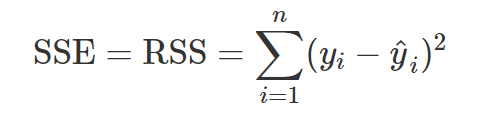 SSE = RSS = \sum_{i=1}^{n} (y_i - \hat{y}_i)^2